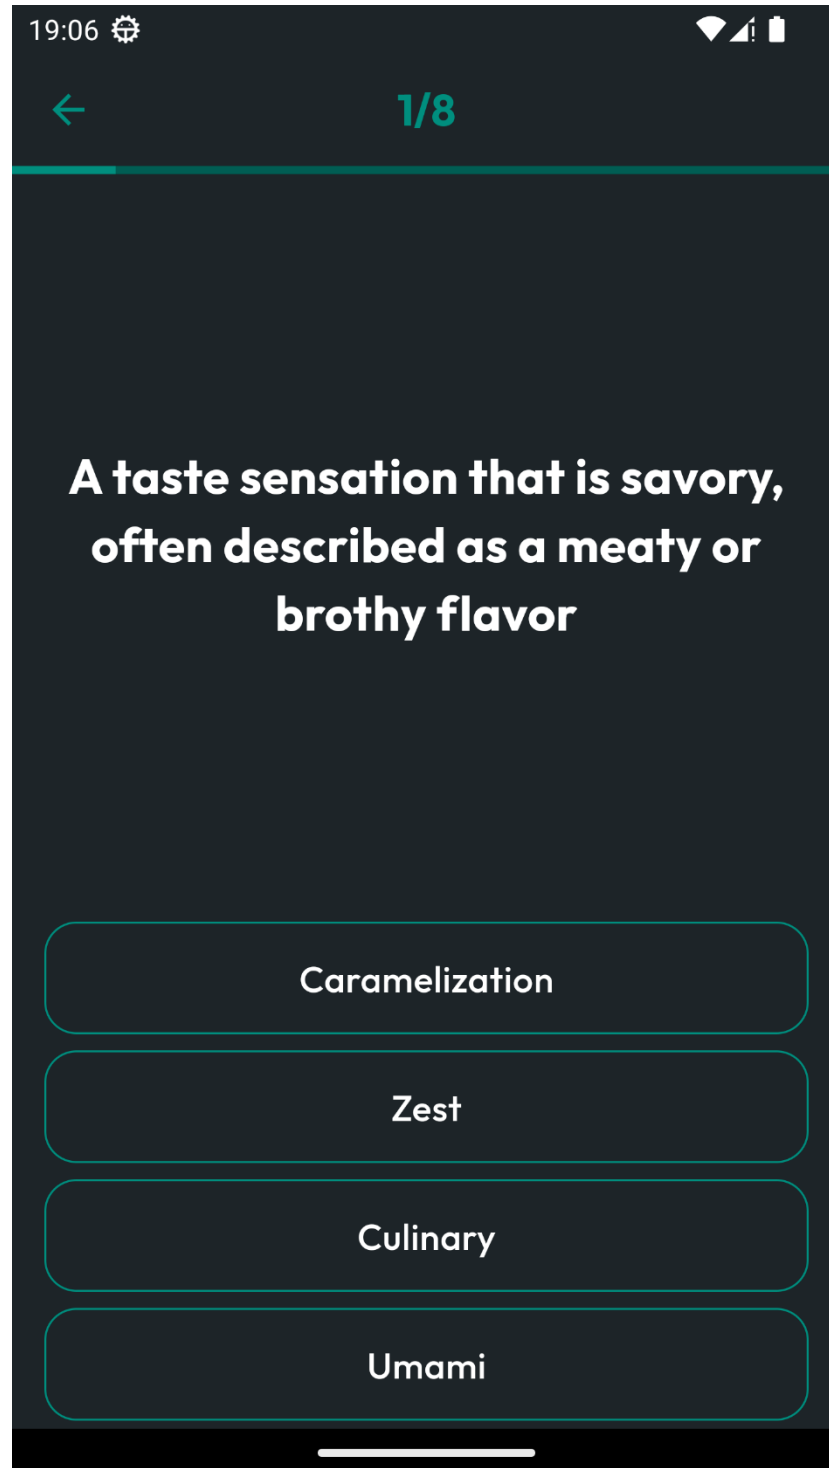 19:06
1/8
A taste sensation that is savory,
often described as a meaty or
brothy flavor
Caramelization
Zest
Culinary
Umami